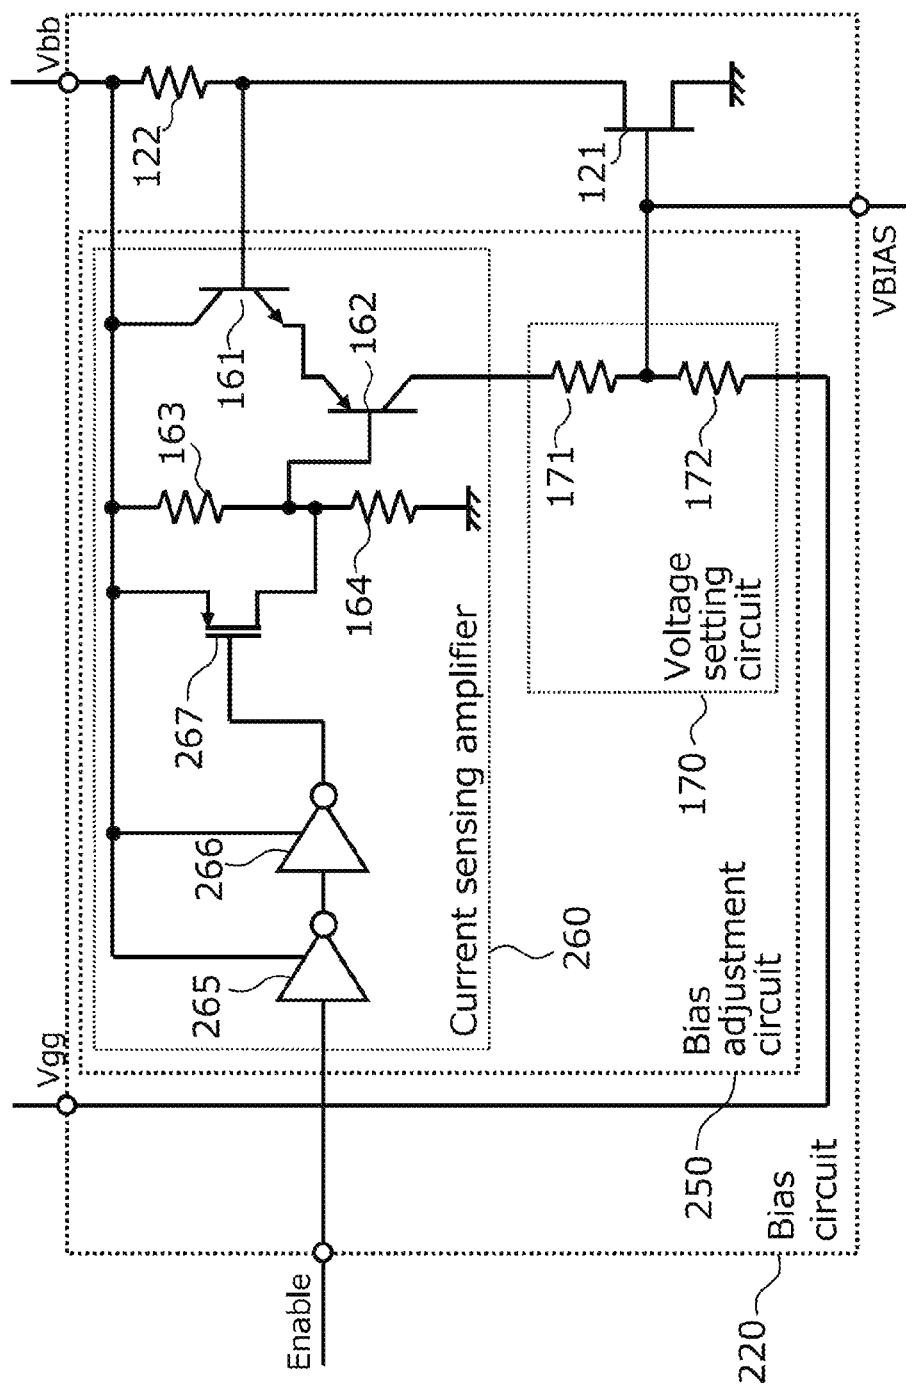 Enable
Vgg
Vbb
VBIAS
265
266
267
163
164
161
162
122
121
171
172
Current sensing amplifier
260
Voltage
setting
circuit
170
Bias
adjustment
circuit
250
Bias
circuit
220